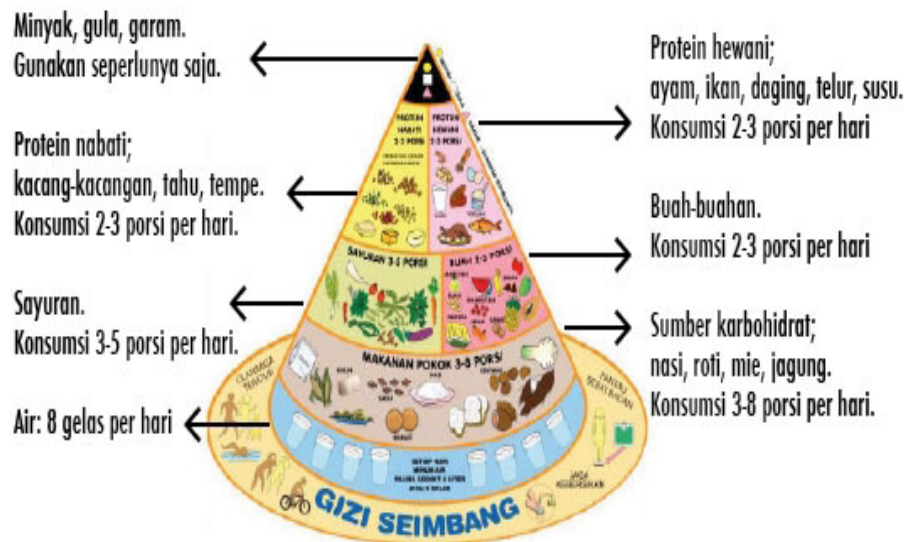 Minyak, gula, garam.
Gunakan seperlunya saja.
Protein nabati;
kacang-kacangan, tahu, tempe.
Konsumsi 2-3 porsi per hari.
Sayuran.
Konsumsi 3-5 porsi per hari.
Air: 8 gelas per hari
Protein hewani;
ayam, ikan, daging, telur, susu.
Konsumsi 2-3 porsi per hari
Buah-buahan.
Konsumsi 2-3 porsi per hari
Sumber karbohidrat;
nasi, roti, mie, jagung.
Konsumsi 3-8 porsi per hari.
PROTEIN
NABATI
2-3 PORSI
PROTEIN
HEWANI
2-3 PORSI
SAYURAN 3-5 PORSI
BUAH 2-3 PORSI
MAKANAN POKOK 3-8 PORSI
OLAHRAGA
TERATUR
JAGA
KEBERSIHAN
GIZI SEIMBANG